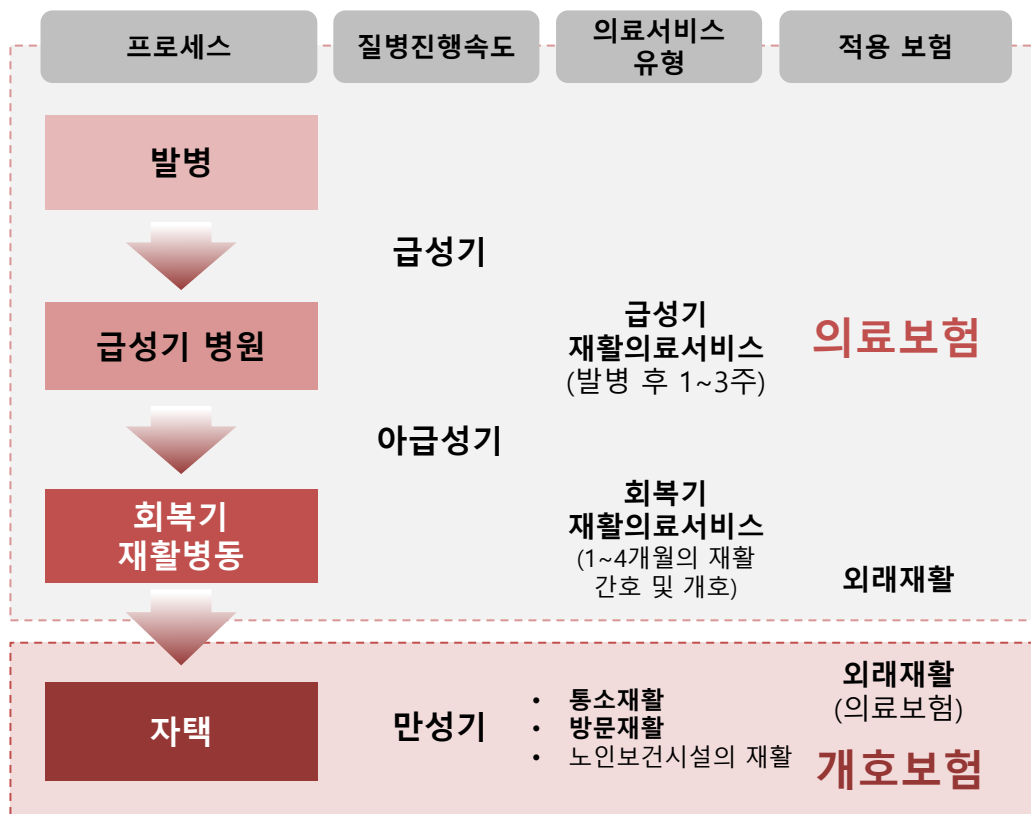 프로세스
질병진행속도
의료서비스
유형
적용 보험
발병
급성기
급성기 병원
급성기
재활의료서비스
(발병 후 1~3주)
의료보험
아급성기
회복기
재활병동
회복기
재활의료서비스
(1~4개월의 재활
간호 및 개호)
외래재활
자택
만성기
• 통소재활
• 방문재활
• 노인보건시설의 재활
외래재활
(의료보험)
개호보험